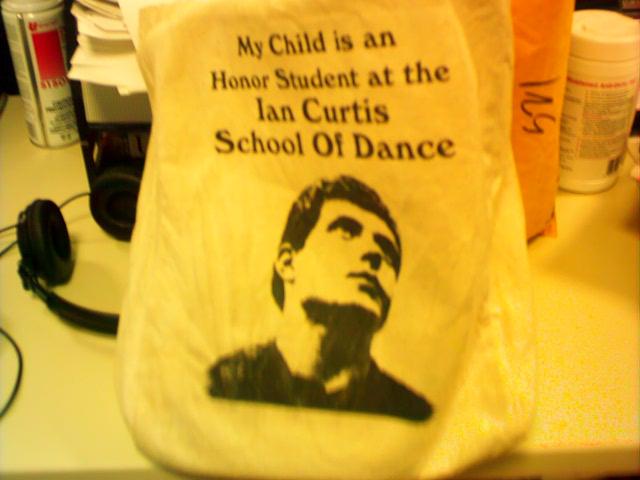 My Child is an
Honor Student at the
Ian Curtis
School Of Dance